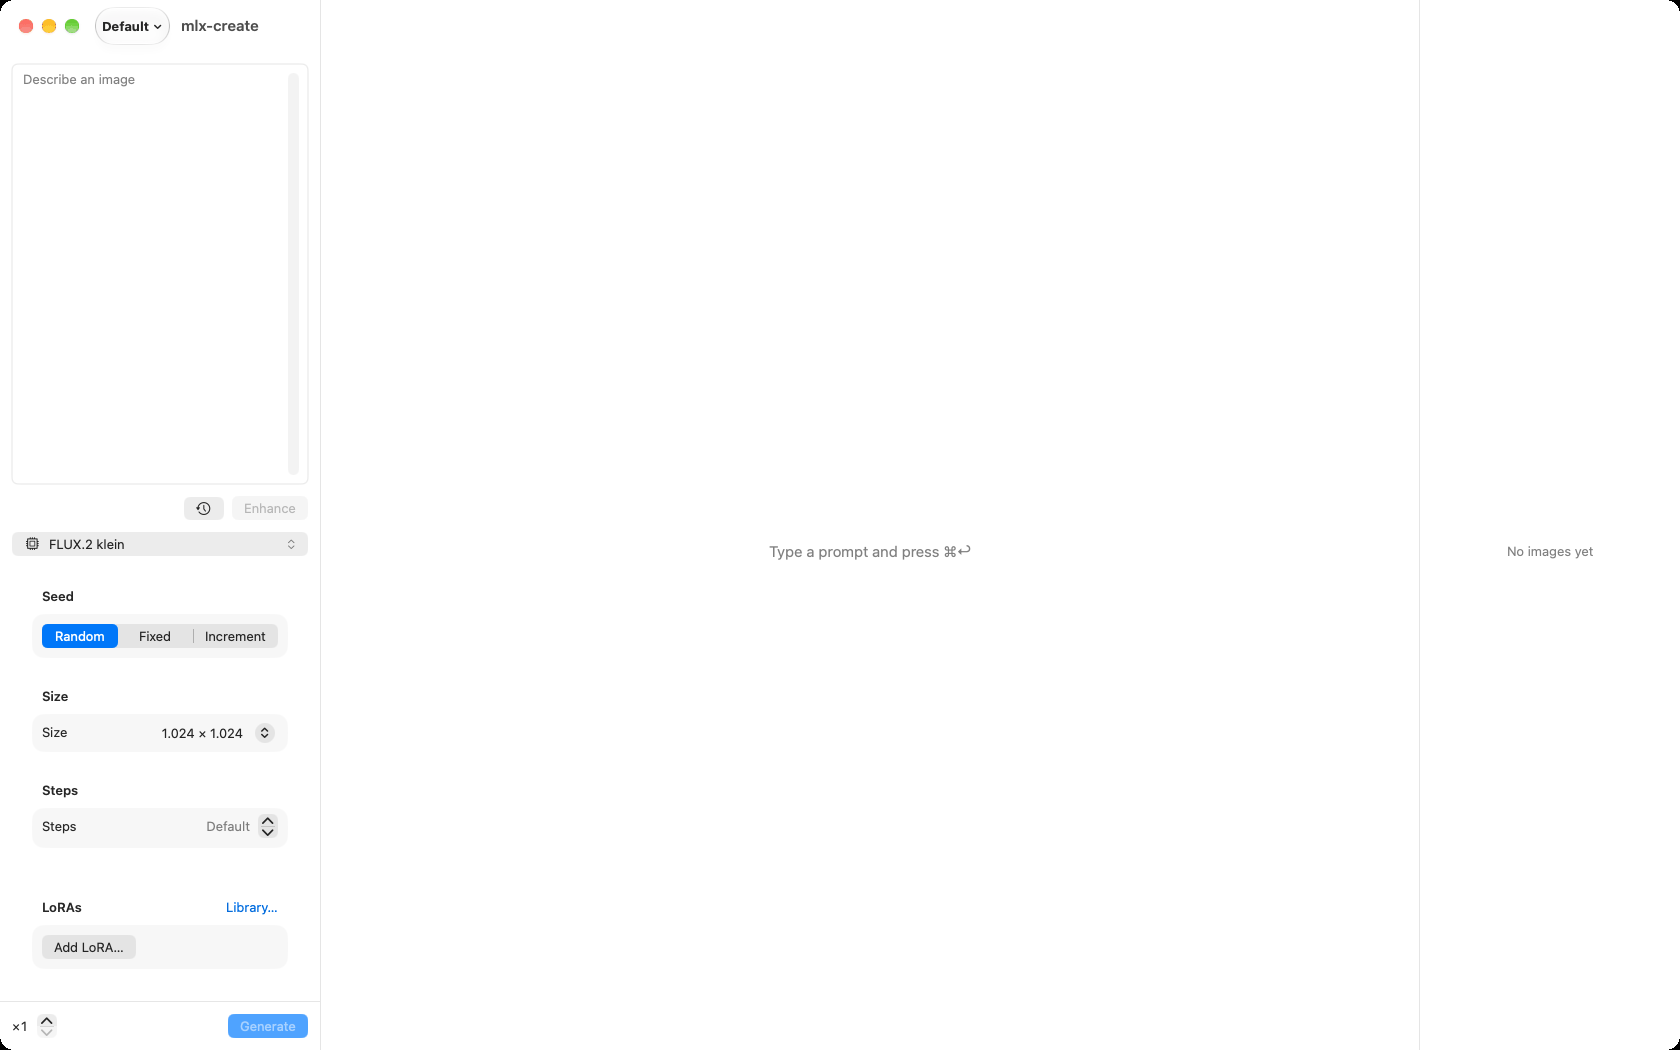 Default
mlx-create
Describe an image
Enhance
FLUX.2 klein
Seed
Random
Fixed
Increment
Size
Size
1.024 × 1.024
Steps
Steps
Default
LoRAs
Library...
Add LoRA...
×1
Generate
Type a prompt and press ⌘↩
No images yet